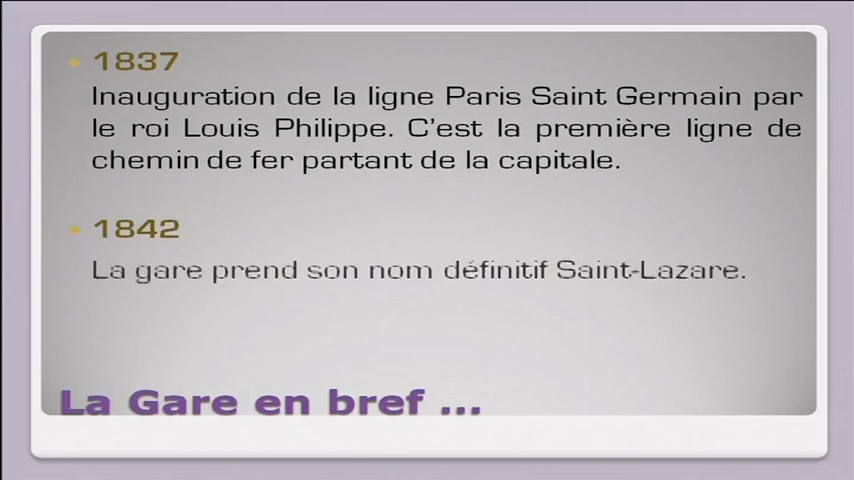 1837
Inauguration de la ligne Paris Saint Germain par
le roi Louis Philippe. C'est la première ligne de
chemin de fer partant de la capitale.
1842
La gare prend son nom définitif Saint-Lazare.
La Gare en bref ...